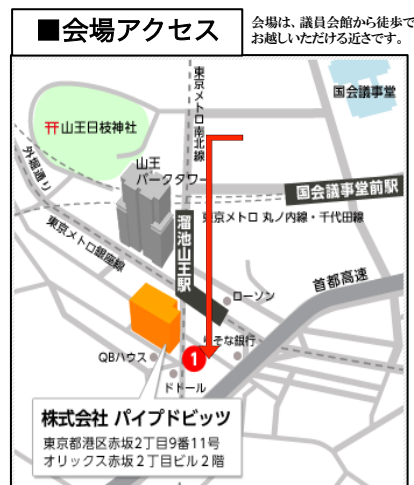 ■会場アクセス
会場は、議員会館から徒歩で
お越しいただける近さです。
国会議事堂
東京メトロ南北線
山王日枝神社
外堀通り
山王
パークタワー
国会議事堂前駅
東京メトロ 丸ノ内線・千代田線
溜池山王駅
東京メトロ銀座線
首都高速
ローソン
りそな銀行
1
QBハウス
ドトール
株式会社 パイプドビッツ
東京都港区赤坂2丁目9番11号
オリックス赤坂2丁目ビル2階